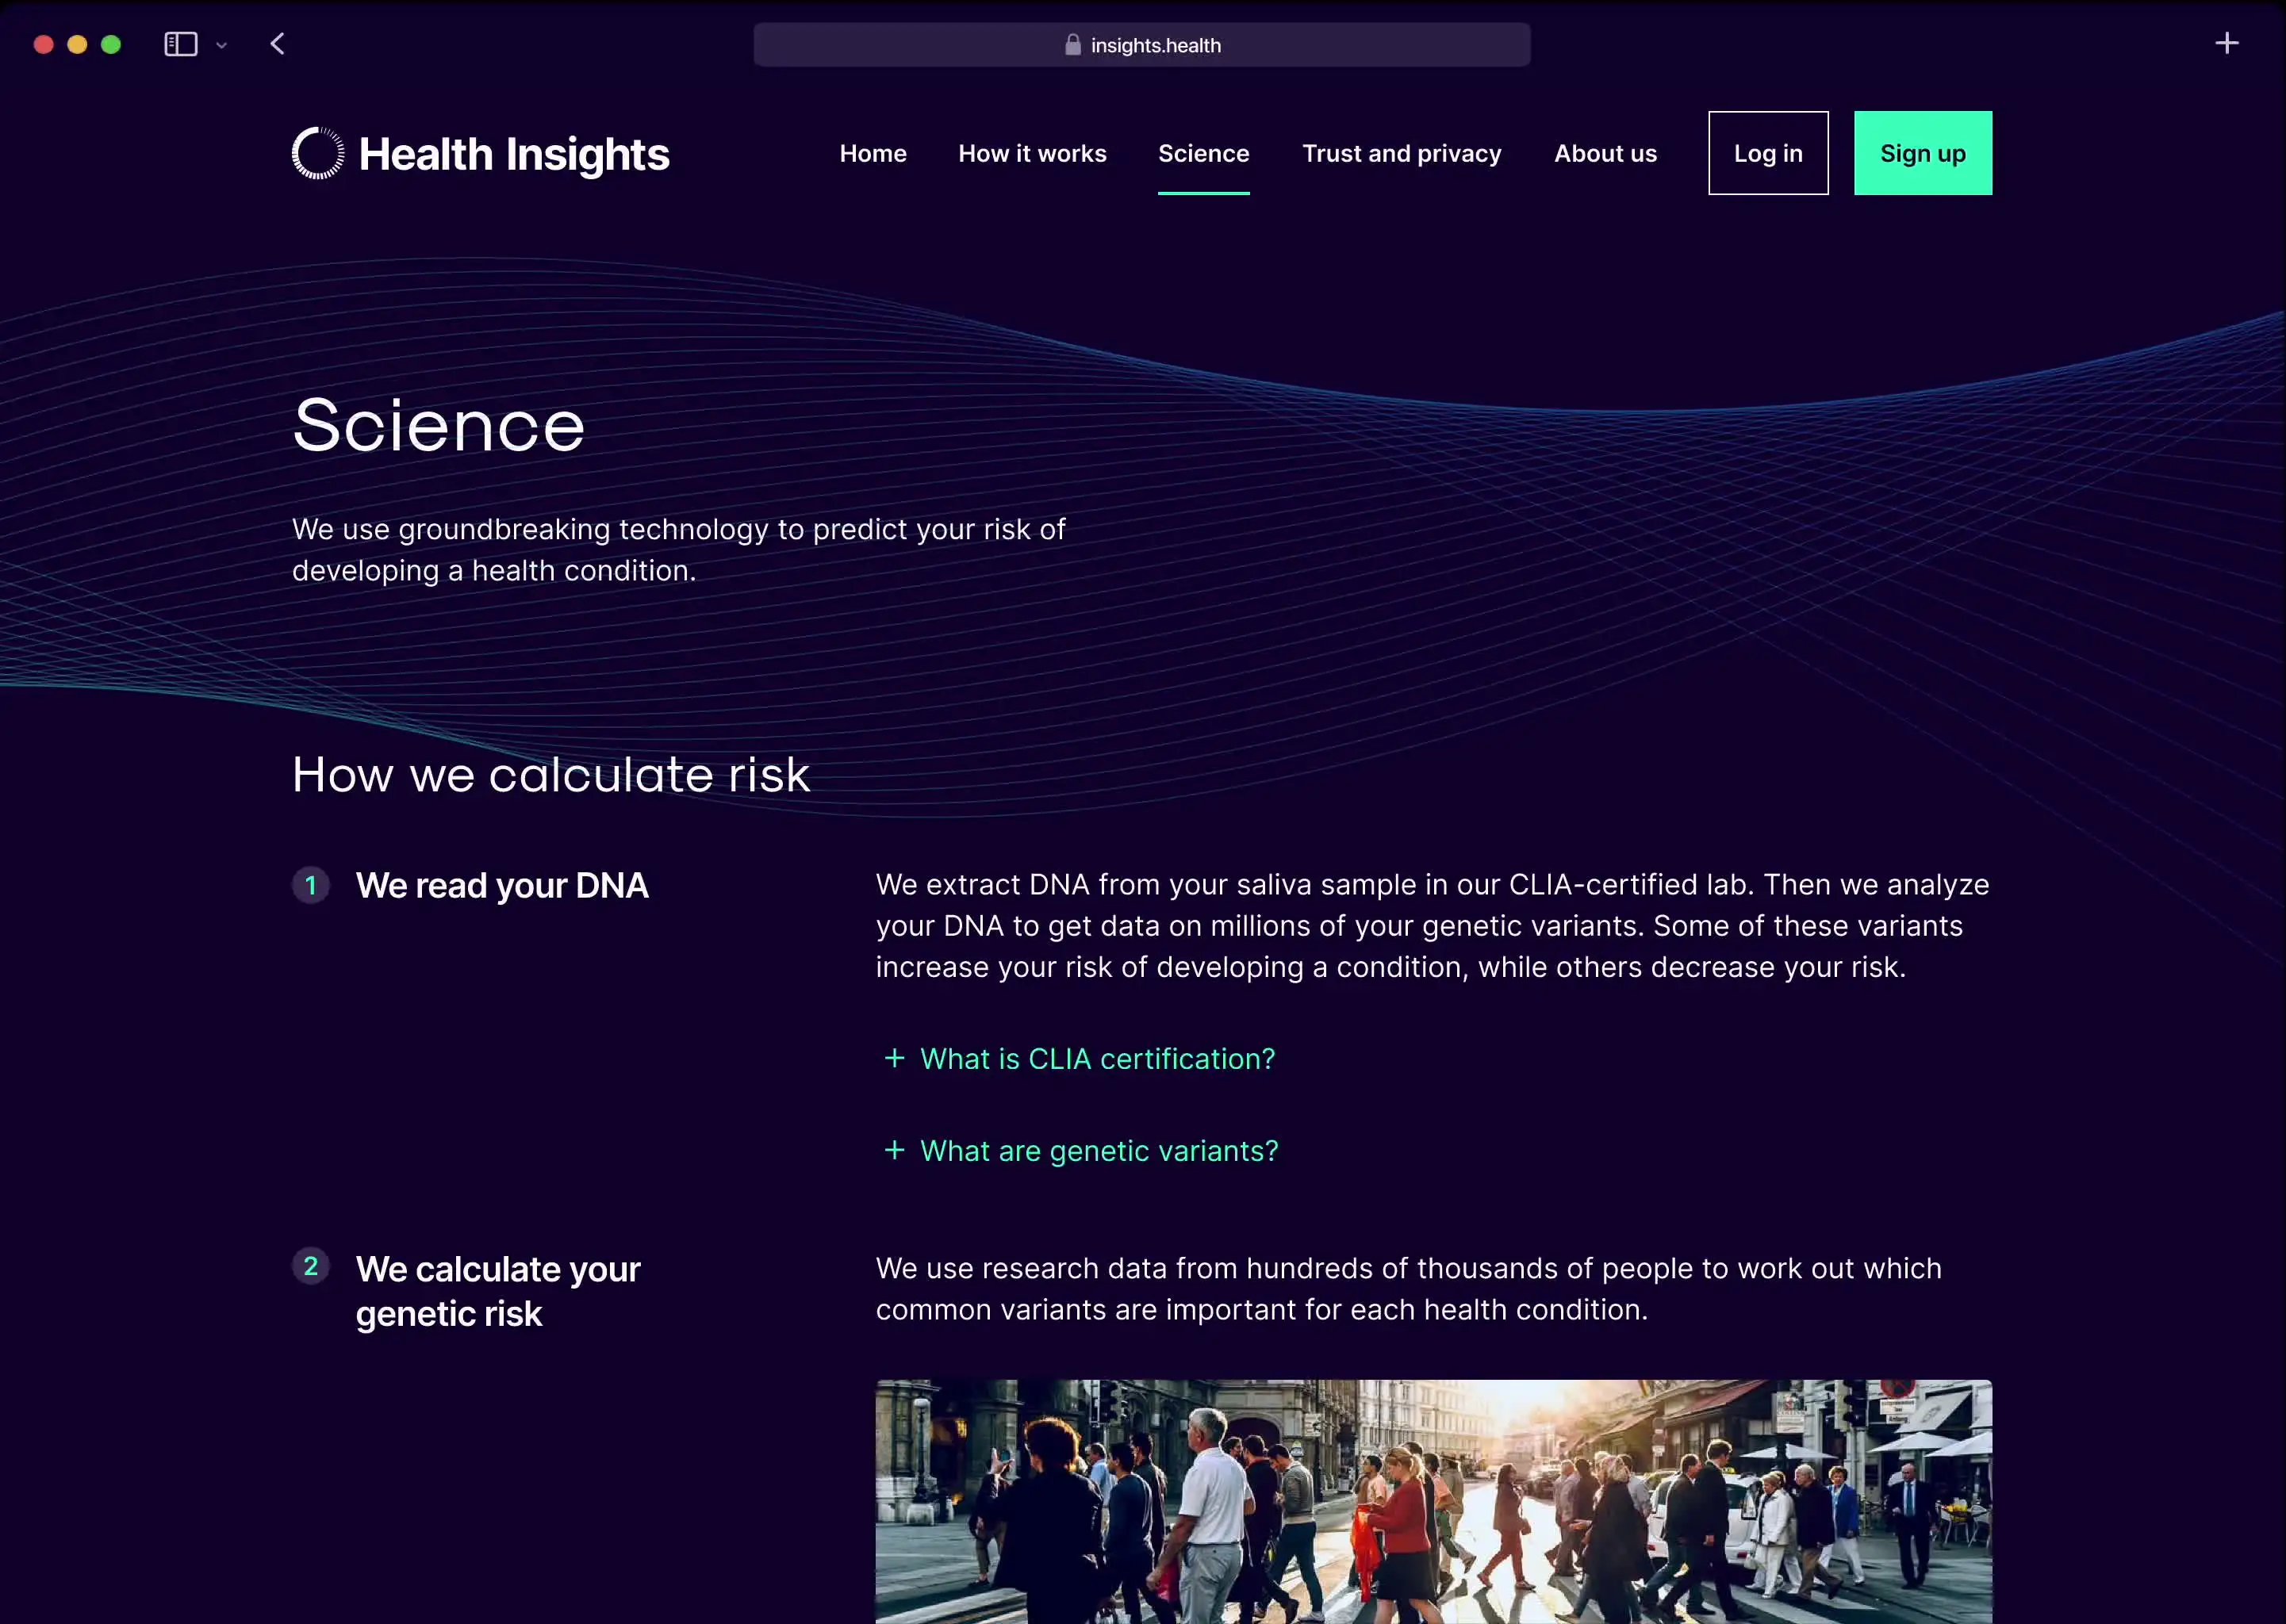 insights.health
Health Insights
Home
How it works
Science
Trust and privacy
About us
Log in
Sign up
Science
We use groundbreaking technology to predict your risk of
developing a health condition.
How we calculate risk
1
We read your DNA
We extract DNA from your saliva sample in our CLIA-certified lab. Then we analyze
your DNA to get data on millions of your genetic variants. Some of these variants
increase your risk of developing a condition, while others decrease your risk.
+ What is CLIA certification?
+ What are genetic variants?
2
We calculate your
genetic risk
We use research data from hundreds of thousands of people to work out which
common variants are important for each health condition.